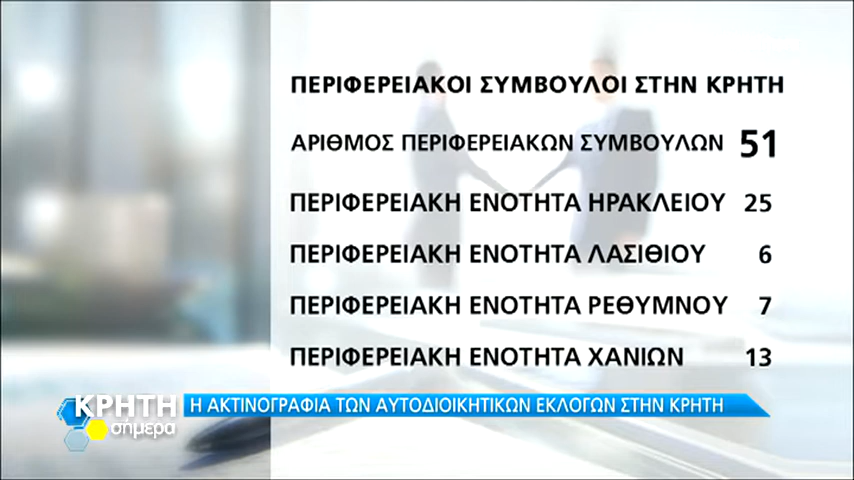 ΠΕΡΙΦΕΡΕΙΑΚΟΙ ΣΥΜΒΟΥΛΟΙ ΣΤΗΝ ΚΡΗΤΗ
ΑΡΙΘΜΟΣ ΠΕΡΙΦΕΡΕΙΑΚΩΝ ΣΥΜΒΟΥΛΩΝ 51
ΠΕΡΙΦΕΡΕΙΑΚΗ ΕΝΟΤΗΤΑ ΗΡΑΚΛΕΙΟΥ 25
ΠΕΡΙΦΕΡΕΙΑΚΗ ΕΝΟΤΗΤΑ ΛΑΣΙΘΙΟΥ 6
ΠΕΡΙΦΕΡΕΙΑΚΗ ΕΝΟΤΗΤΑ ΡΕΘΥΜΝΟΥ 7
ΠΕΡΙΦΕΡΕΙΑΚΗ ΕΝΟΤΗΤΑ ΧΑΝΙΩΝ 13
Η ΑΚΤΙΝΟΓΡΑΦΙΑ ΤΩΝ ΑΥΤΟΔΙΟΙΚΗΤΙΚΩΝ ΕΚΛΟΓΩΝ ΣΤΗΝ ΚΡΗΤΗ
ΚΡΗΤΗ
σήμερα